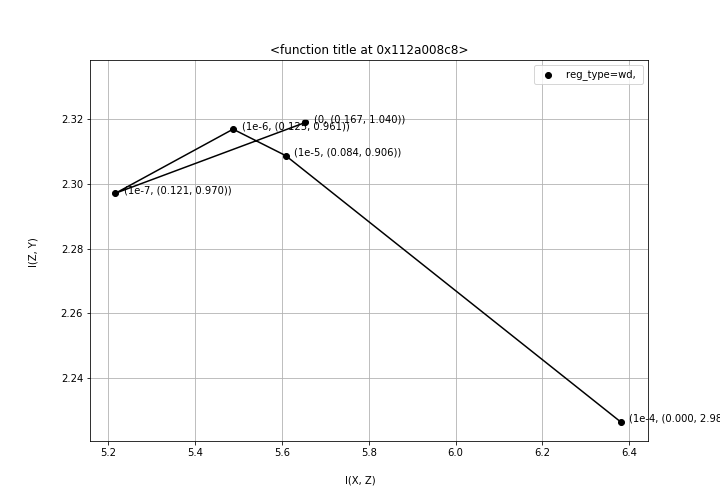 <function title at 0x112a008c8>
reg_type=wd,
2.32
2.30
2.28
2.26
2.24
I(Z, Y)
(0, (0.167, 1.040))
(1e-6, (0.123, 0.961))
(1e-5, (0.084, 0.906))
(1e-7, (0.121, 0.970))
(1e-4, (0.000, 2.98
5.2 5.4 5.6 5.8 6.0 6.2 6.4
I(X, Z)